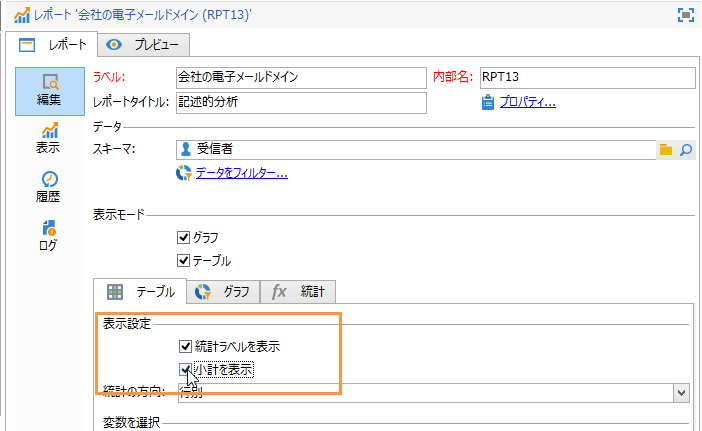 レポート '会社の電子メールドメイン (RPT13)'
レポート プレビュー
編集
表示
履歴
ログ
ラベル: 会社の電子メールドメイン 内部名: RPT13
レポートタイトル: 記述的分析 プロパティ...
データ
スキーマ: 受信者
データをフィルター...
表示モード
グラフ
テーブル
テーブル グラフ fx 統計
表示設定
統計ラベルを表示
小計を表示
統計の方向: 行別
変数を選択